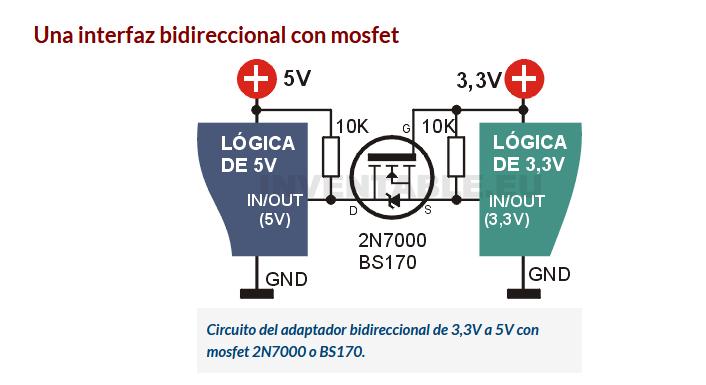 Una interfaz bidireccional con mosfet
5V
3,3V
10K
G
10K
LÓGICA
DE 5V
LÓGICA
DE 3,3V
INVENTABLE.EU
IN/OUT
(5V)
D
S
IN/OUT
(3,3V)
2N7000
BS170
GND
GND
Circuito del adaptador bidireccional de 3,3V a 5V con
mosfet 2N7000 o BS170.